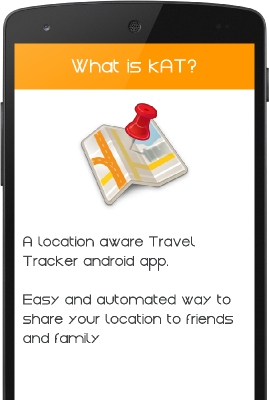 What is KAT?
A location aware Travel
Tracker android app.
Easy and automated way to
share your location to friends
and family